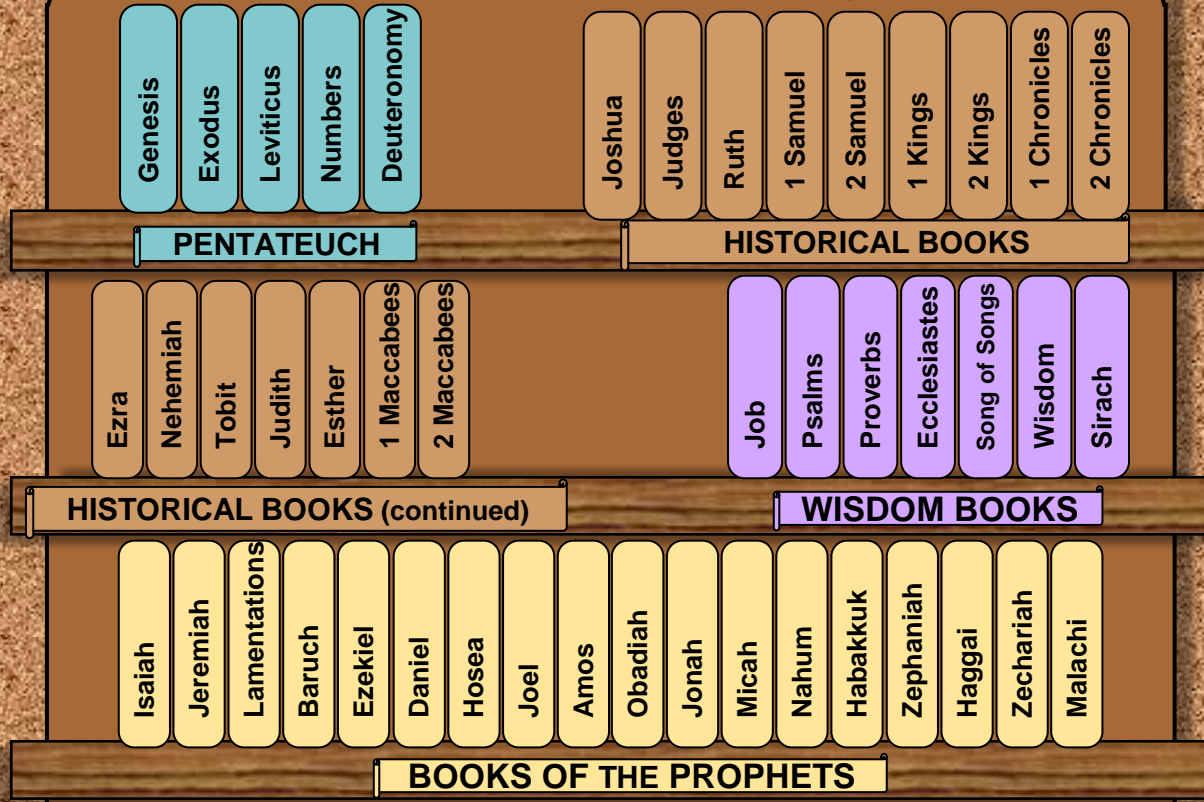 Genesis
Exodus
Leviticus
Numbers
Deuteronomy
PENTATEUCH
Joshua
Judges
Ruth
1 Samuel
2 Samuel
1 Kings
2 Kings
1 Chronicles
2 Chronicles
HISTORICAL BOOKS
Ezra
Nehemiah
Tobit
Judith
Esther
1 Maccabees
2 Maccabees
HISTORICAL BOOKS (continued)
Job
Psalms
Proverbs
Ecclesiastes
Song of Songs
Wisdom
Sirach
WISDOM BOOKS
Isaiah
Jeremiah
Lamentations
Baruch
Ezekiel
Daniel
Hosea
Joel
Amos
Obadiah
Jonah
Micah
Nahum
Habakkuk
Zephaniah
Haggai
Zechariah
Malachi
BOOKS OF THE PROPHETS